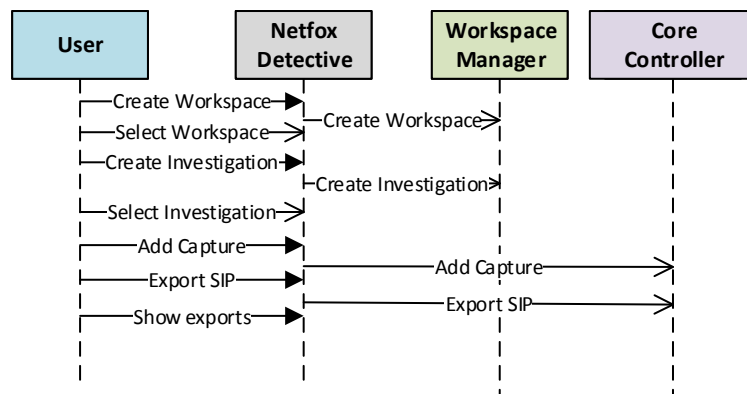 User
Netfox
Detective
Workspace
Manager
Core
Controller
Create Workspace
Create Workspace
Select Workspace
Create Investigation
Create Investigation
Select Investigation
Add Capture
Add Capture
Export SIP
Export SIP
Show exports